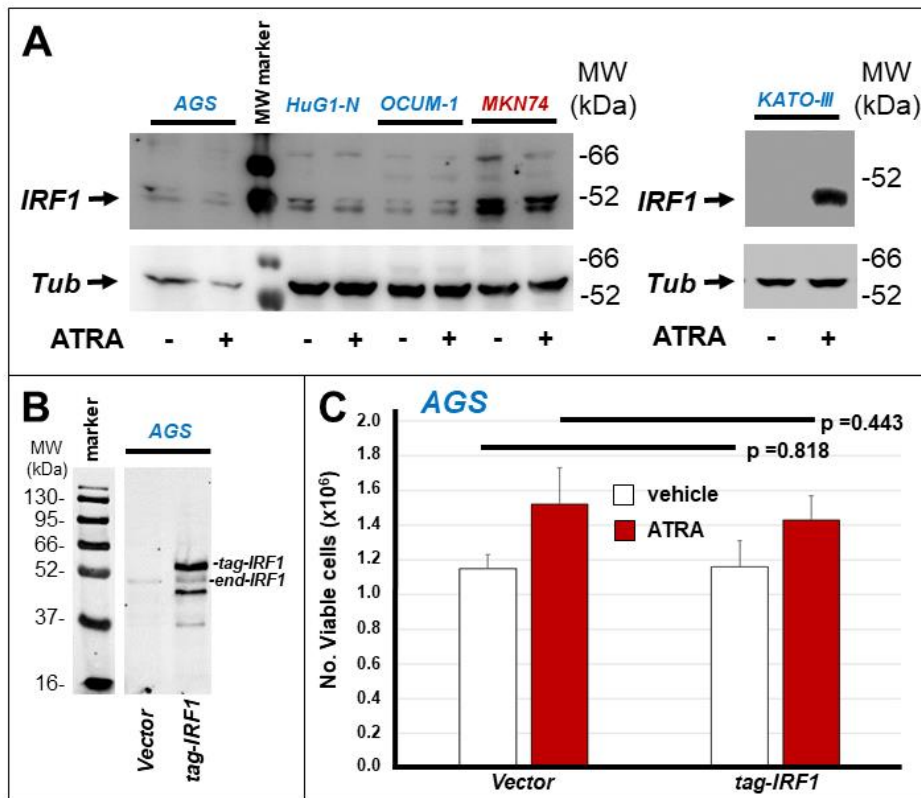 A
MW marker
MW
(kDa)
MW
(kDa)
AGS
HuG1-N
OCUM-1
MKN74
KATO-III
-66
-52
-52
IRF1
IRF1
-66
-52
-66
-52
Tub
Tub
ATRA - + - + - + - +
ATRA - +
B
marker
MW
(kDa)
AGS
130-
95-
66-
52-
37-
16-
-tag-IRF1
-end-IRF1
Vector
tag-IRF1
C
AGS
No. Viable cells (x10⁶)
2.0
1.8
1.6
1.4
1.2
1.0
0.8
0.6
0.4
0.2
0.0
p =0.443
p =0.818
vehicle
ATRA
Vector
tag-IRF1